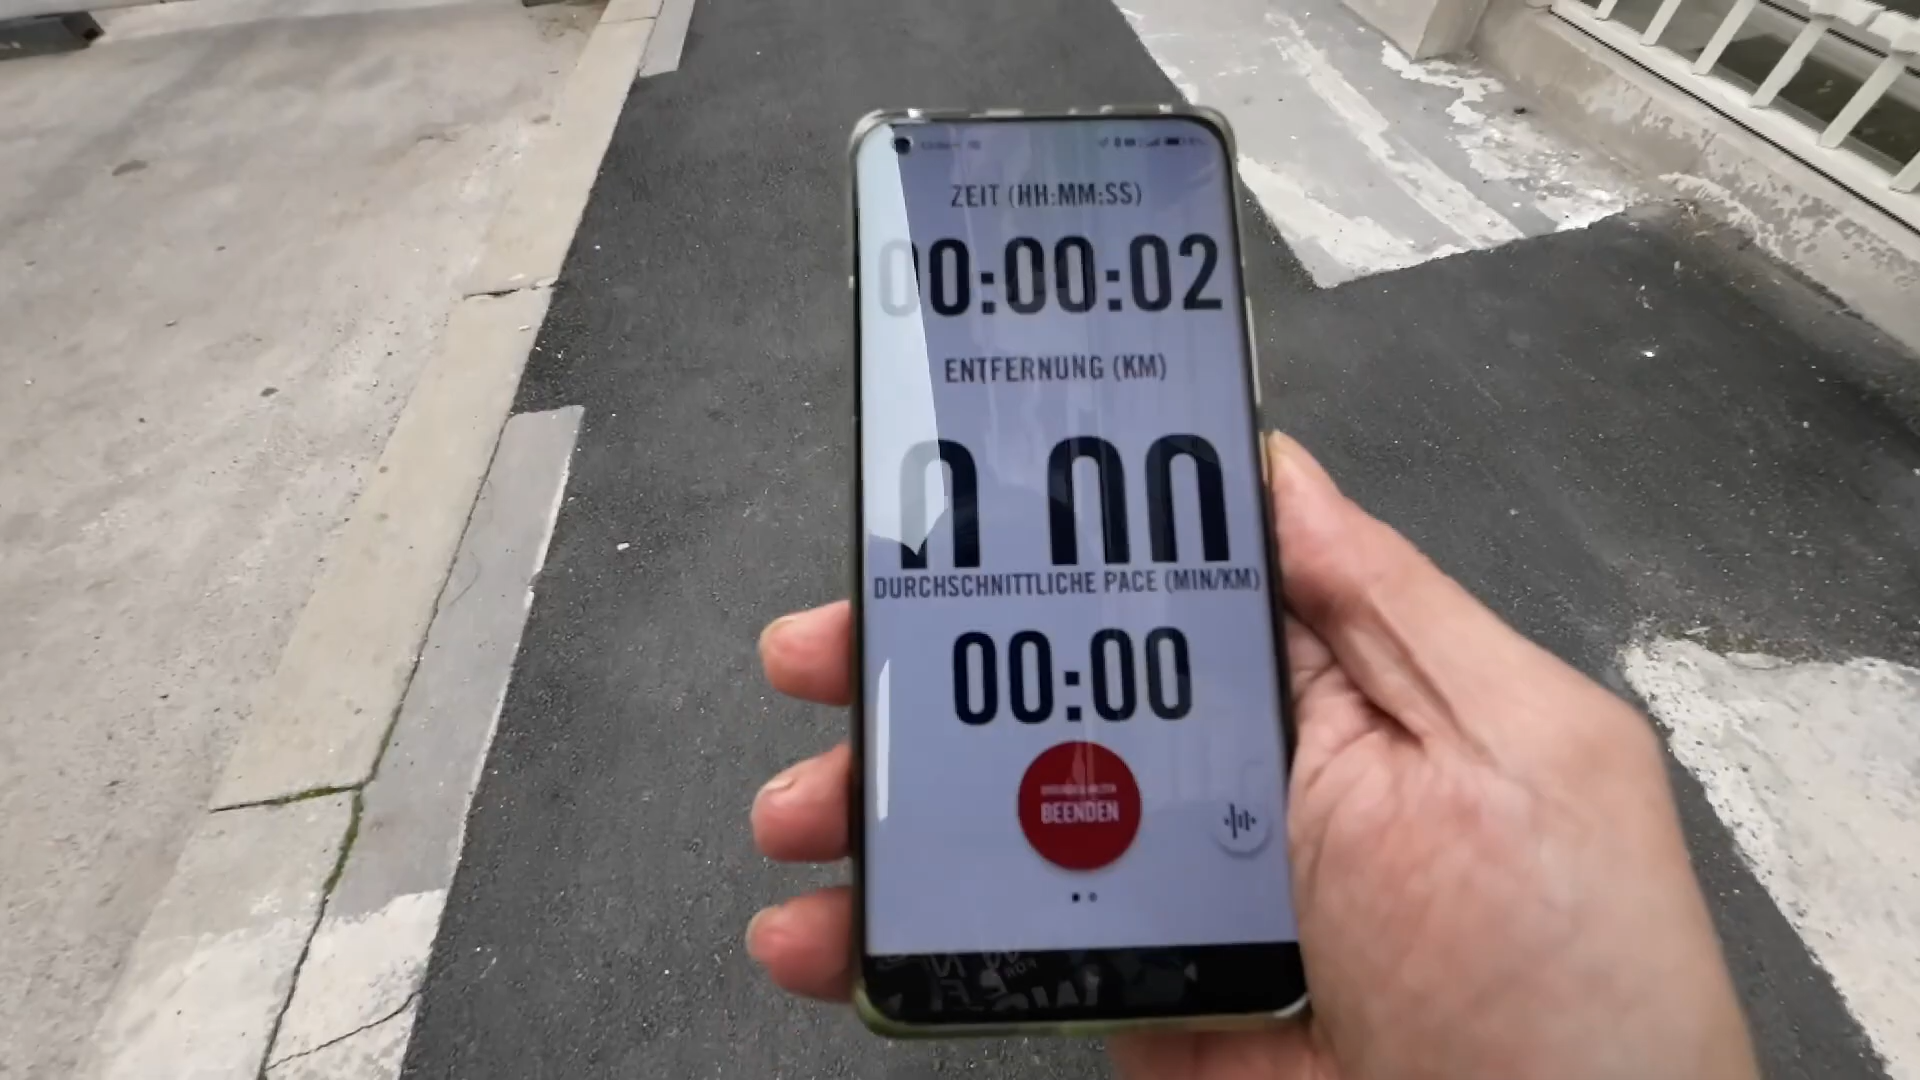 ZEIT (HH:MM:SS)
00:00:02
ENTFERNUNG (KM)
0.00
DURCHSCHNITTLICHE PACE (MIN/KM)
00:00
BEENDEN